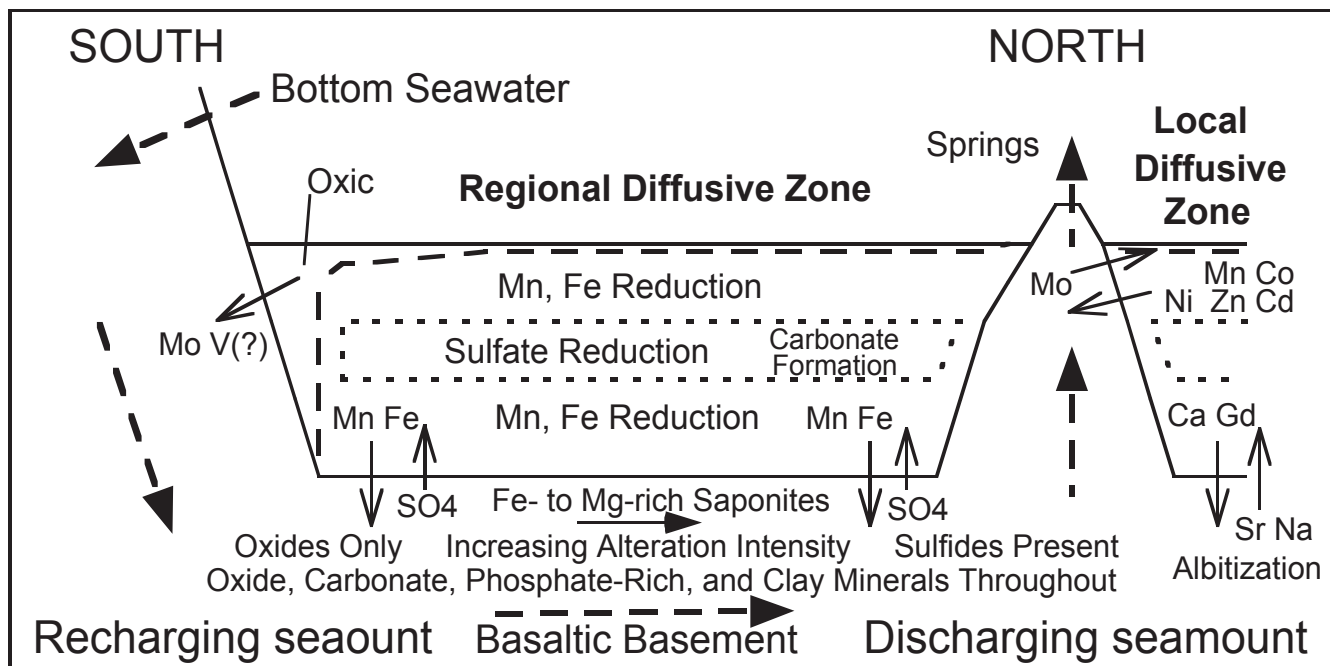 SOUTH
NORTH
Bottom Seawater
Springs
Local
Diffusive
Zone
Oxic
Regional Diffusive Zone
Mn, Fe Reduction
Mo
Mn Co
Ni Zn Cd
Mo V(?)
Sulfate Reduction
Carbonate
Formation
Mn Fe
Mn, Fe Reduction
Mn Fe
Ca Gd
SO4
Fe- to Mg-rich Saponites
SO4
Sr Na
Oxides Only
Increasing Alteration Intensity
Sulfides Present
Albitization
Oxide, Carbonate, Phosphate-Rich, and Clay Minerals Throughout
Recharging seaount
Basaltic Basement
Discharging seamount